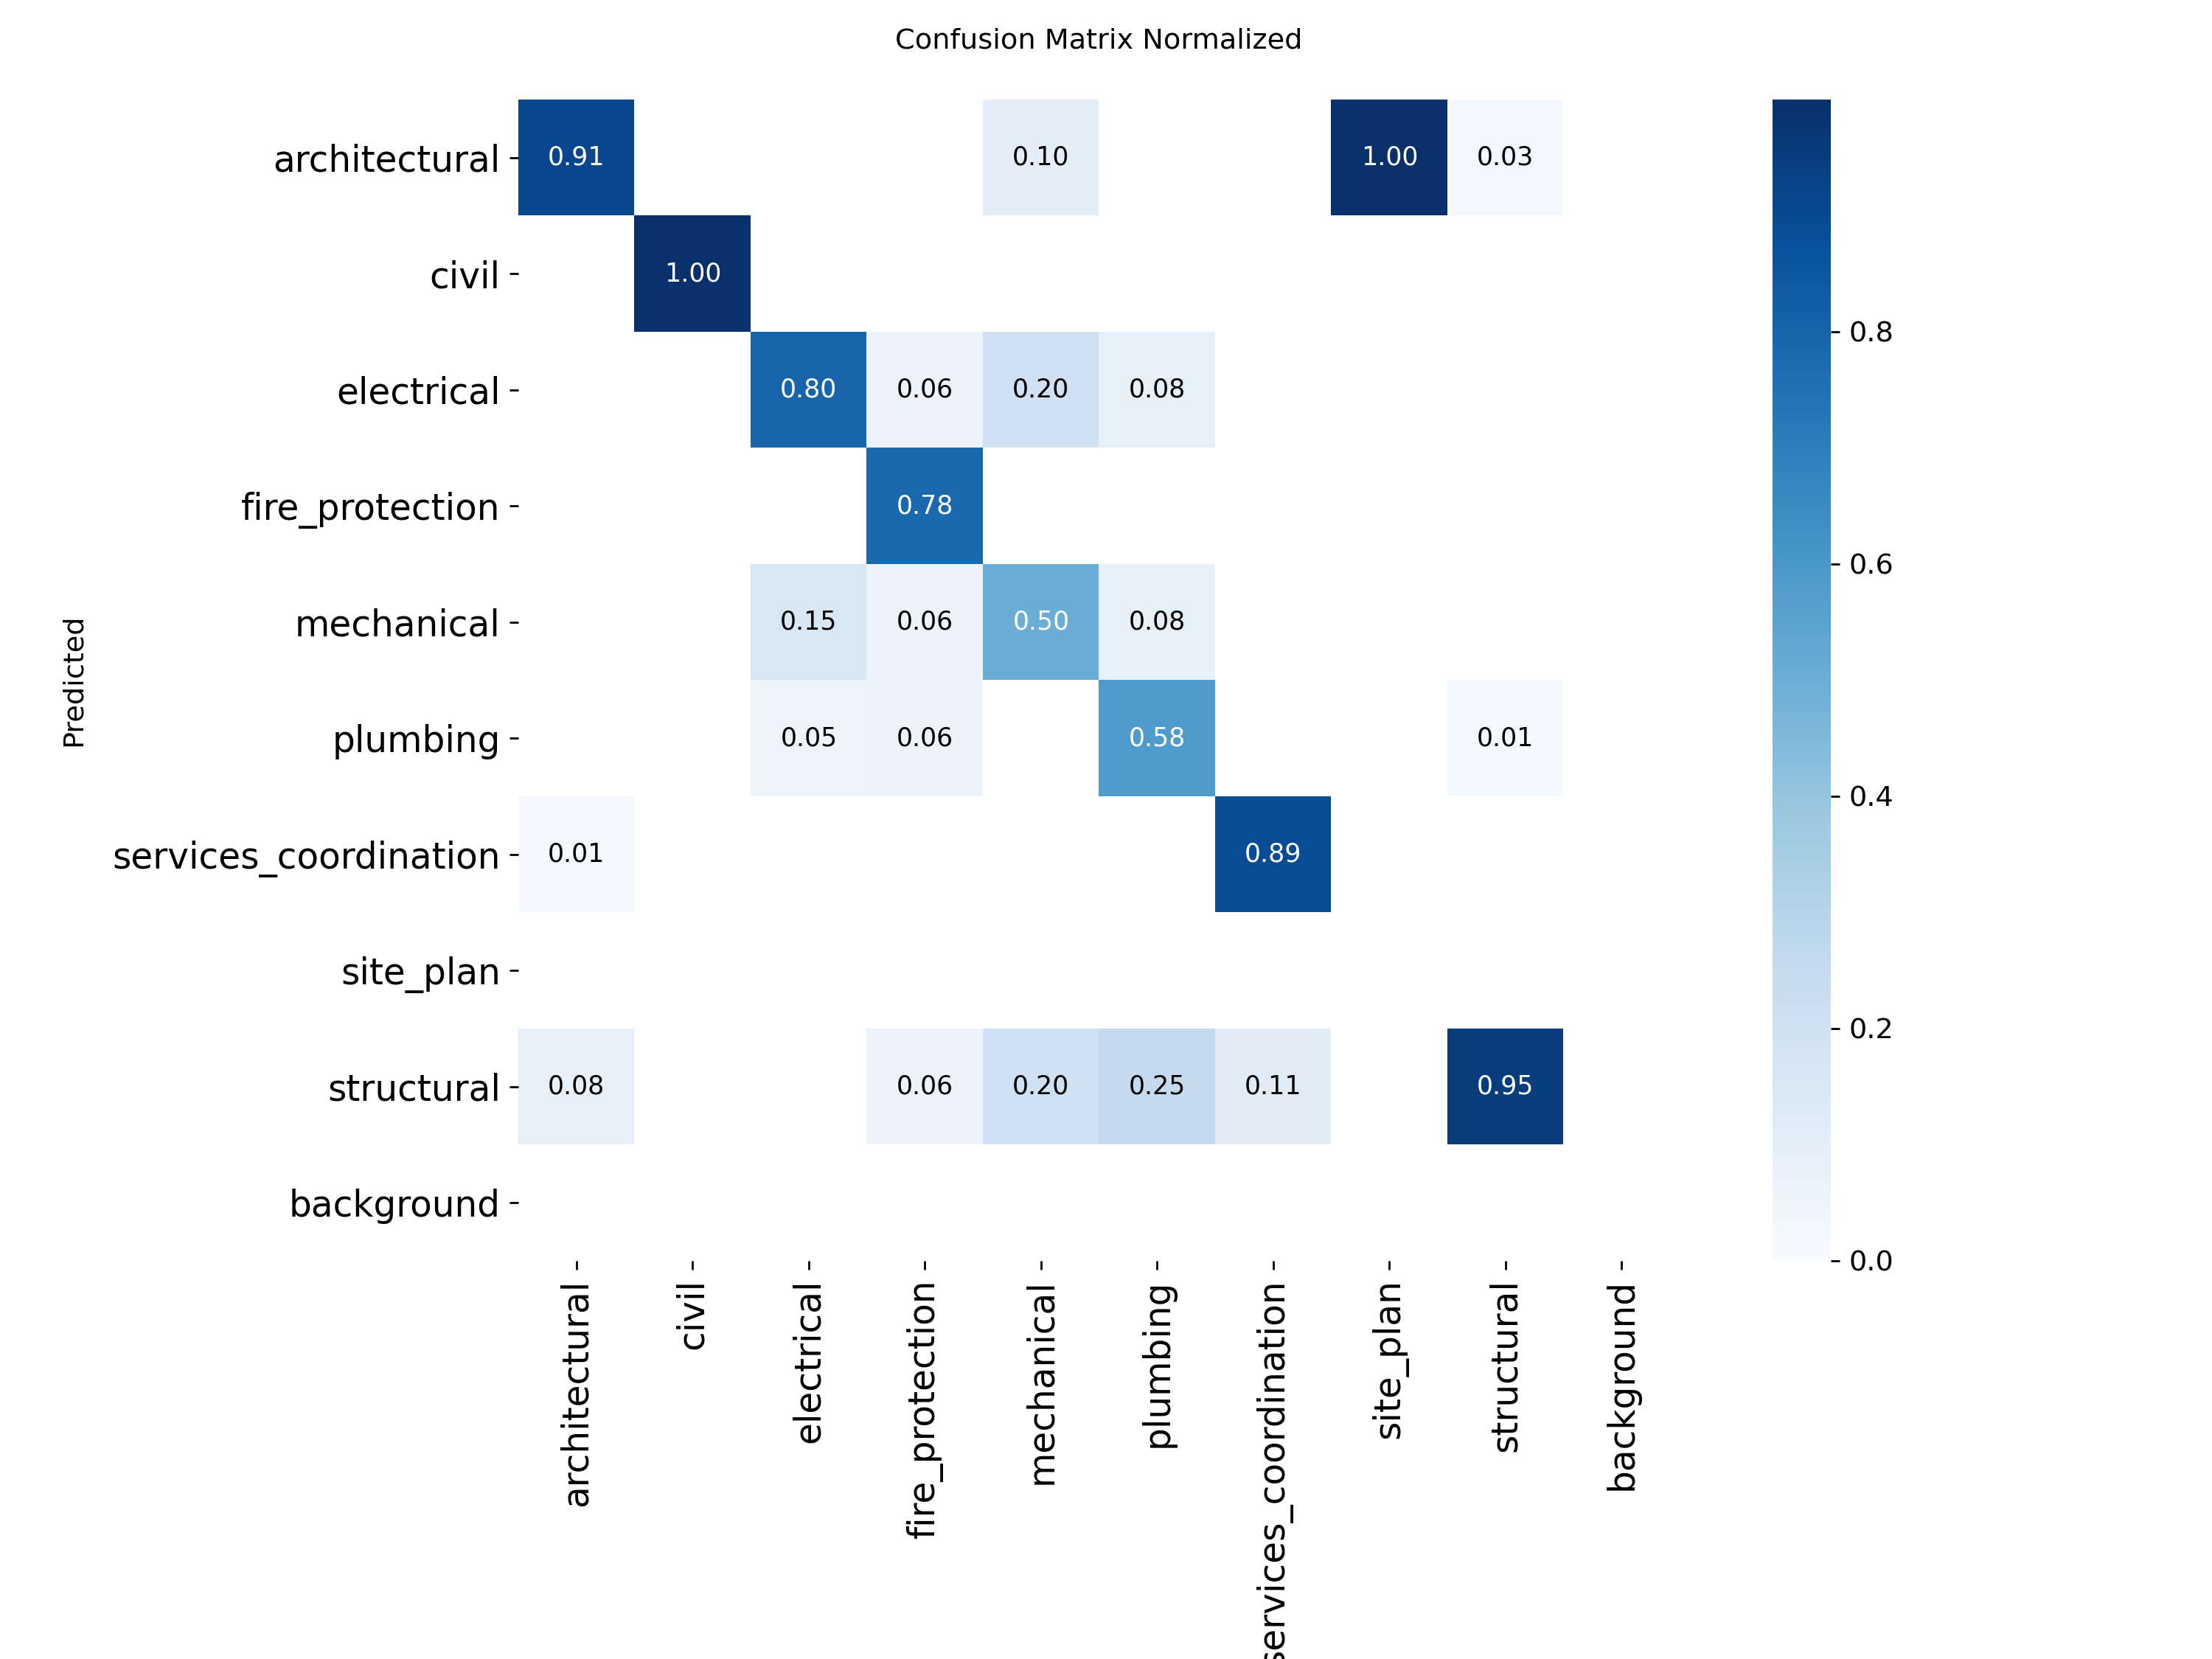 Confusion Matrix Normalized
architectural 0.91 0.10 1.00 0.03
civil 1.00
electrical 0.80 0.06 0.20 0.08 0.8
fire_protection 0.78
mechanical 0.15 0.06 0.50 0.08 0.6
Predicted
plumbing 0.05 0.06 0.58 0.01 0.4
services_coordination 0.01 0.89
site_plan
structural 0.08 0.06 0.20 0.25 0.11 0.95 0.2
background
0.0
architectural
civil
electrical
fire_protection
mechanical
plumbing
services_coordination
site_plan
structural
background